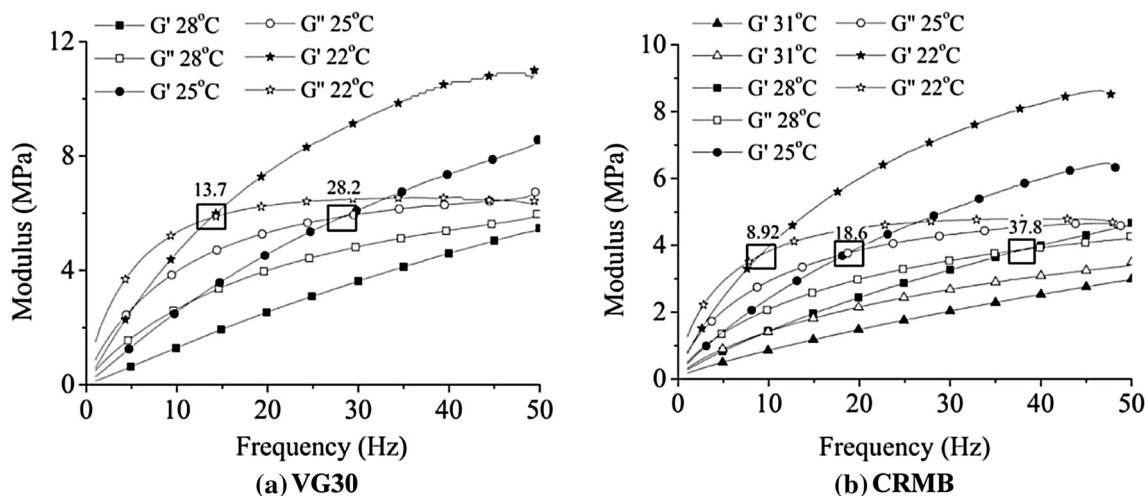 G' 28°C
G'' 28°C
G' 25°C
G'' 25°C
G' 22°C
G'' 22°C
12
8
4
0
13.7
28.2
0
10
20
30
40
50
Modulus (MPa)
Frequency (Hz)
(a) VG30
G' 31°C
G' 31°C
G' 28°C
G'' 28°C
G' 25°C
G'' 25°C
G' 22°C
G'' 22°C
10
8
6
4
2
0
8.92
18.6
37.8
0
10
20
30
40
50
Modulus (MPa)
Frequency (Hz)
(b) CRMB